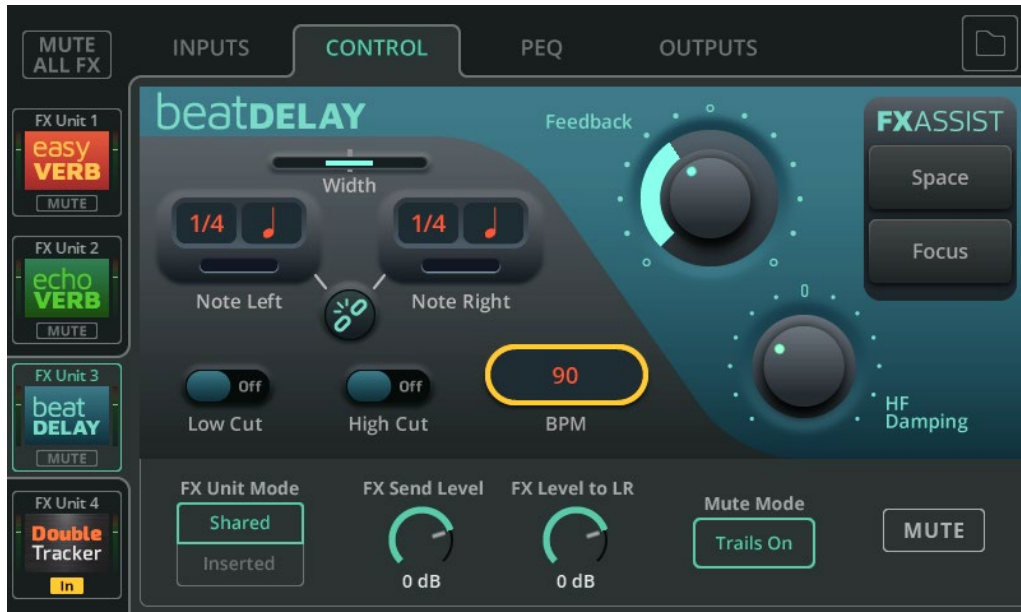 MUTE
ALL FX
INPUTS
CONTROL
PEQ
OUTPUTS
FX Unit 1
easy
VERB
MUTE
FX Unit 2
echo
VERB
MUTE
FX Unit 3
beat
DELAY
MUTE
FX Unit 4
Double
Tracker
In
beatDELAY
Width
1/4
1/4
Note Left
Note Right
Off
Off
Low Cut
High Cut
90
BPM
Feedback
0
HF
Damping
FXASSIST
Space
Focus
FX Unit Mode
Shared
Inserted
FX Send Level
0 dB
FX Level to LR
0 dB
Mute Mode
Trails On
MUTE